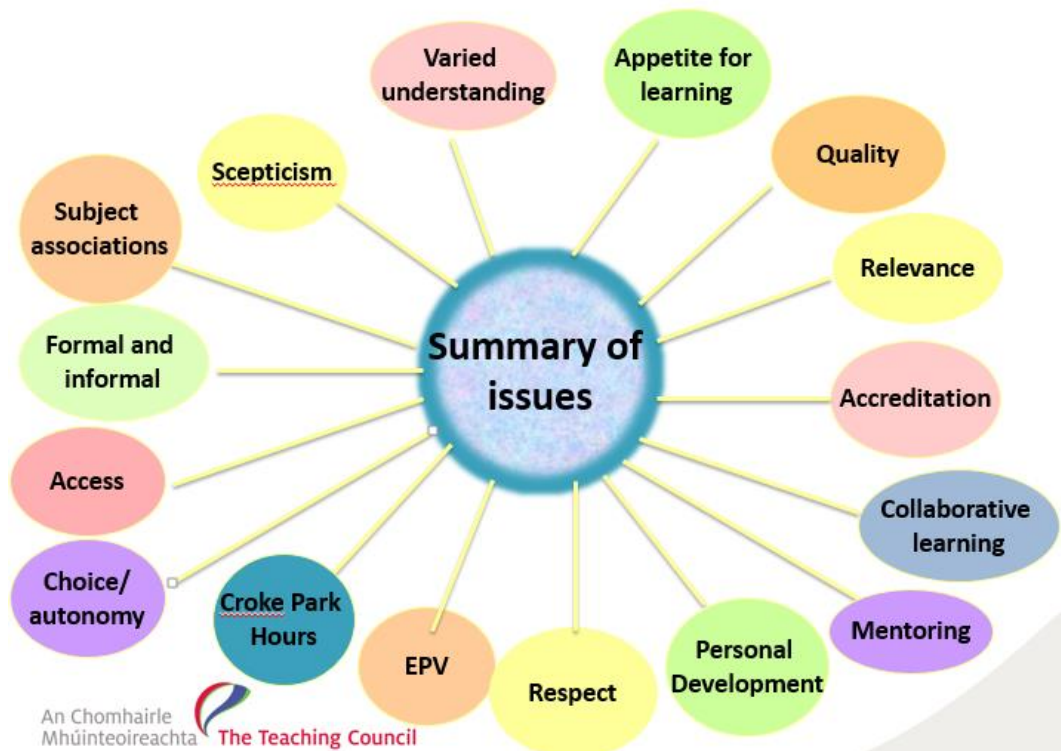 Summary of
issues
Varied
understanding
Appetite for
learning
Quality
Relevance
Accreditation
Collaborative
learning
Mentoring
Personal
Development
Respect
EPV
Croke Park
Hours
Choice/
autonomy
Access
Formal and
informal
Subject
associations
Scepticism
An Chomhairle
Mhúinteoireachta
The Teaching Council